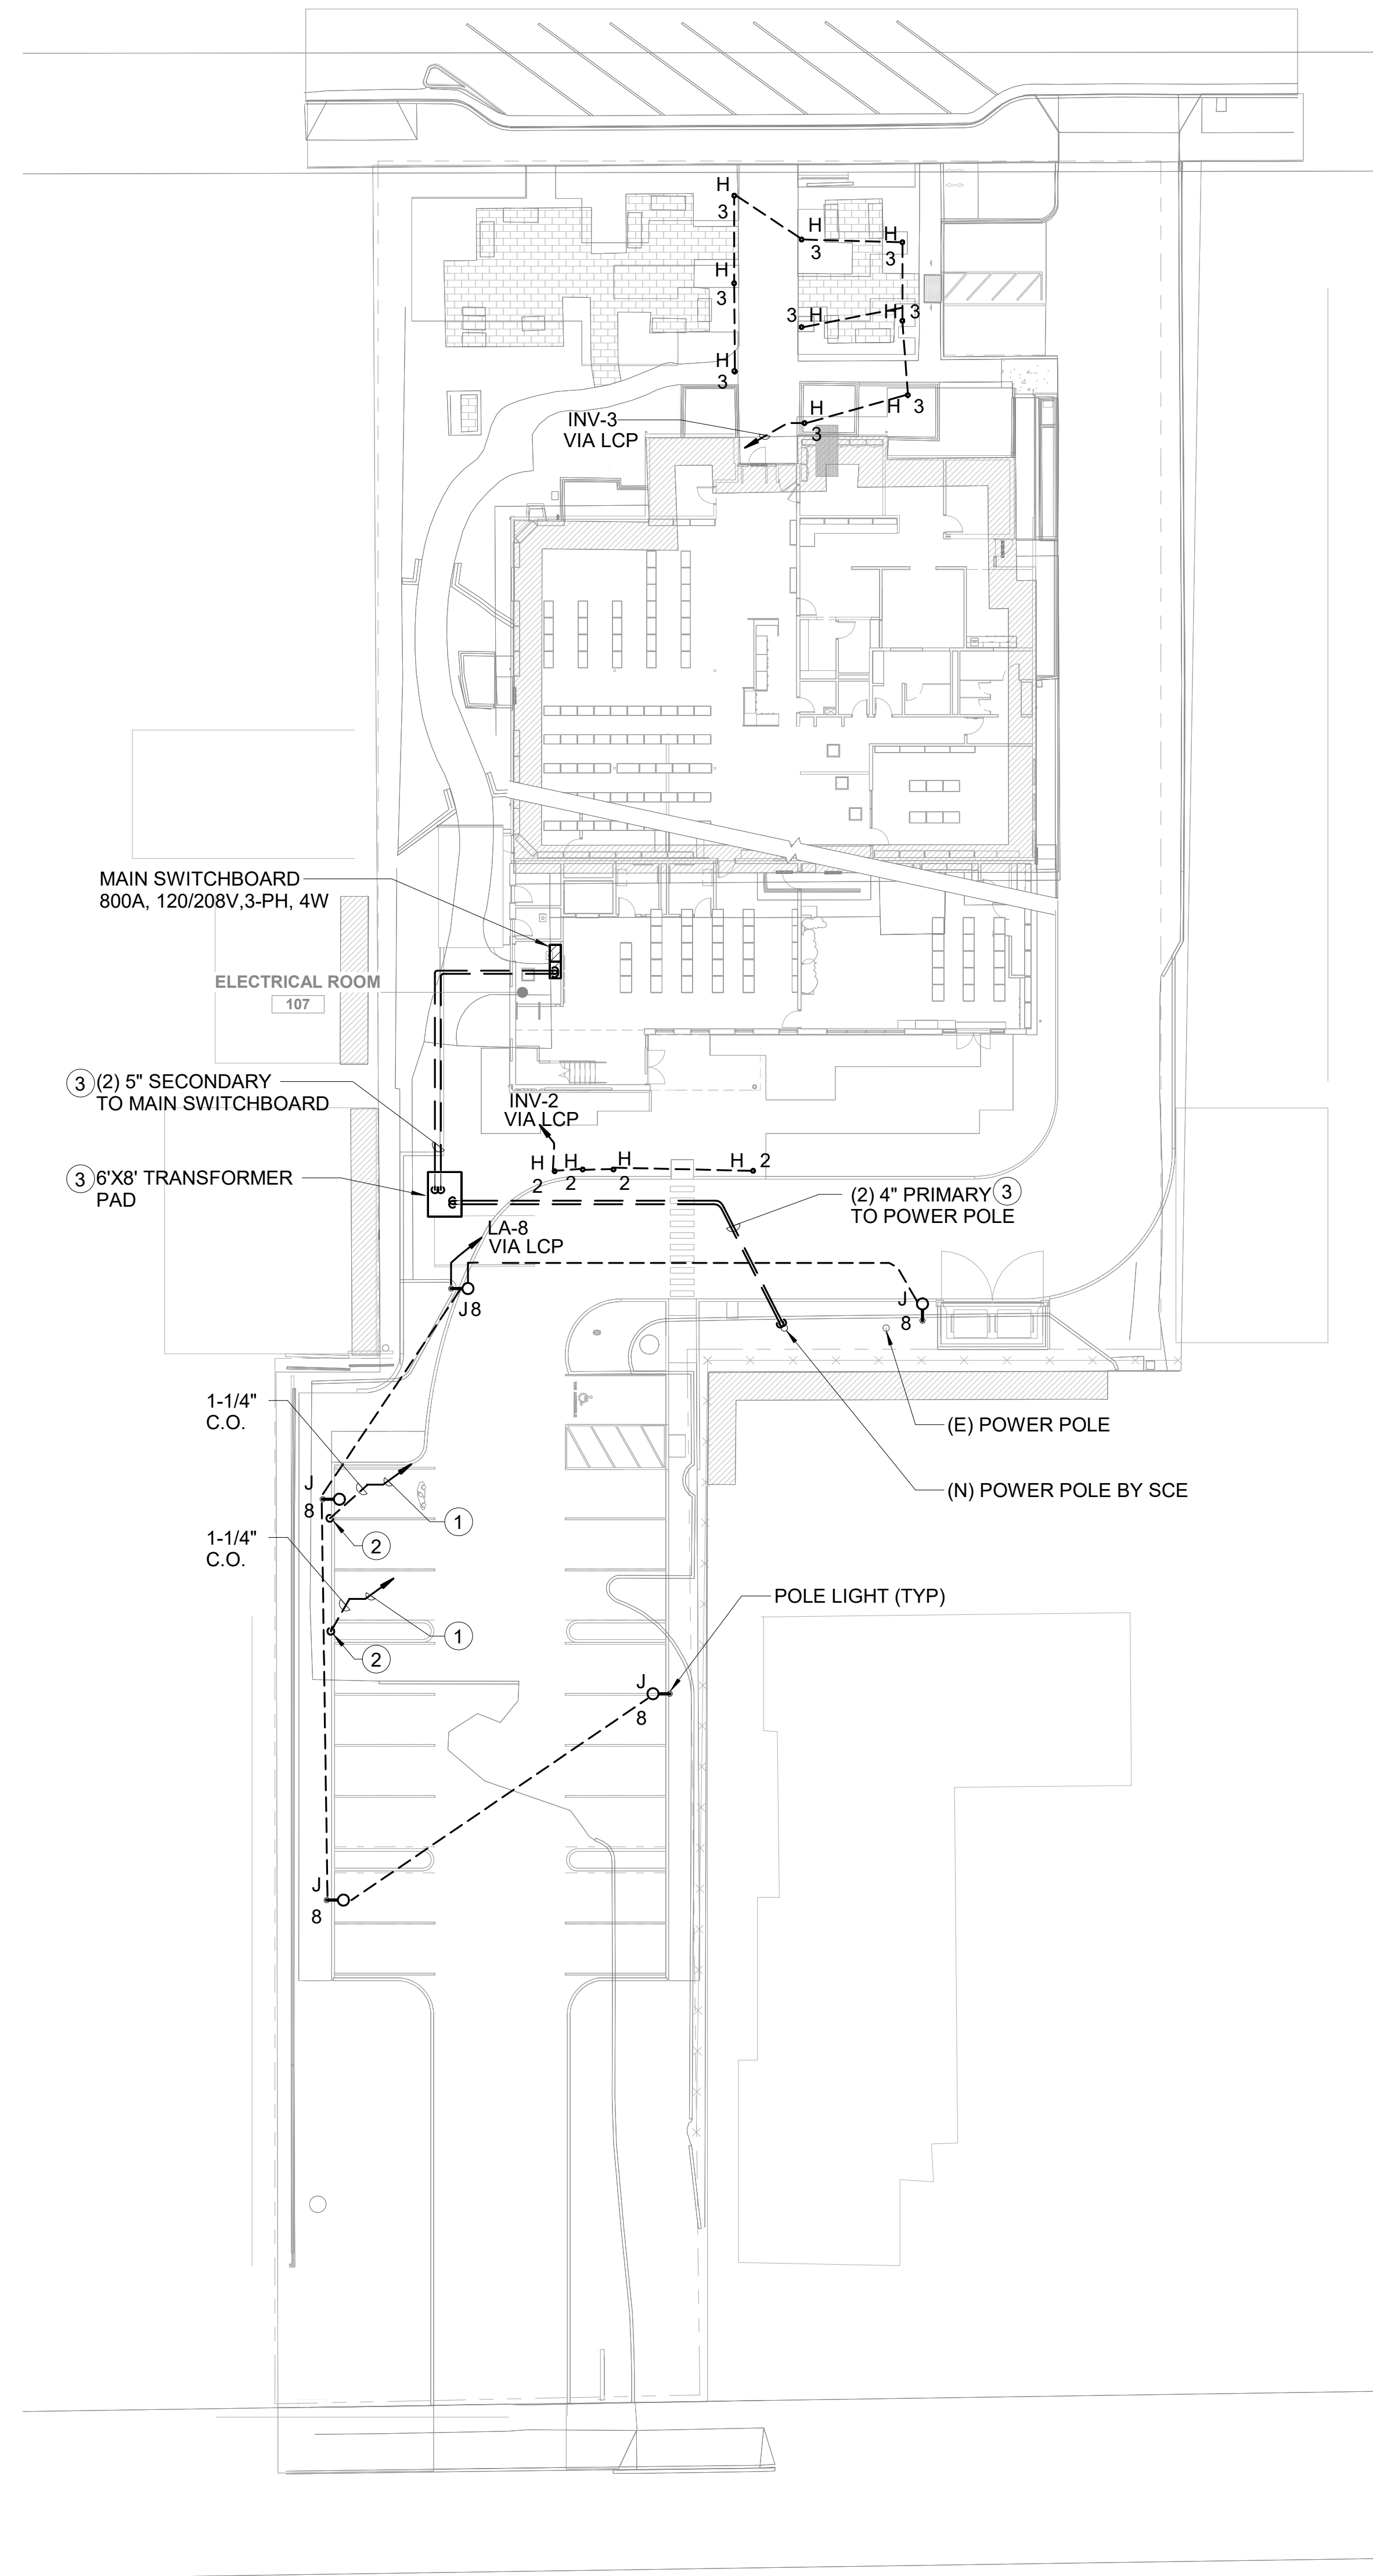 H
3
H
3
H
3
H
3
3
H
H
3
H
3
H
3
H
3
INV-3
VIA LCP
MAIN SWITCHBOARD
800A, 120/208V,3-PH, 4W
ELECTRICAL ROOM
107
3
(2) 5" SECONDARY
TO MAIN SWITCHBOARD
INV-2
VIA LCP
H
2
H
2
H
2
H
2
3
6'X8' TRANSFORMER
PAD
(2) 4" PRIMARY
3
TO POWER POLE
LA-8
VIA LCP
J8
J
8
1-1/4"
C.O.
(E) POWER POLE
J
8
(N) POWER POLE BY SCE
1
2
1-1/4"
C.O.
POLE LIGHT (TYP)
1
2
J
8
J
8